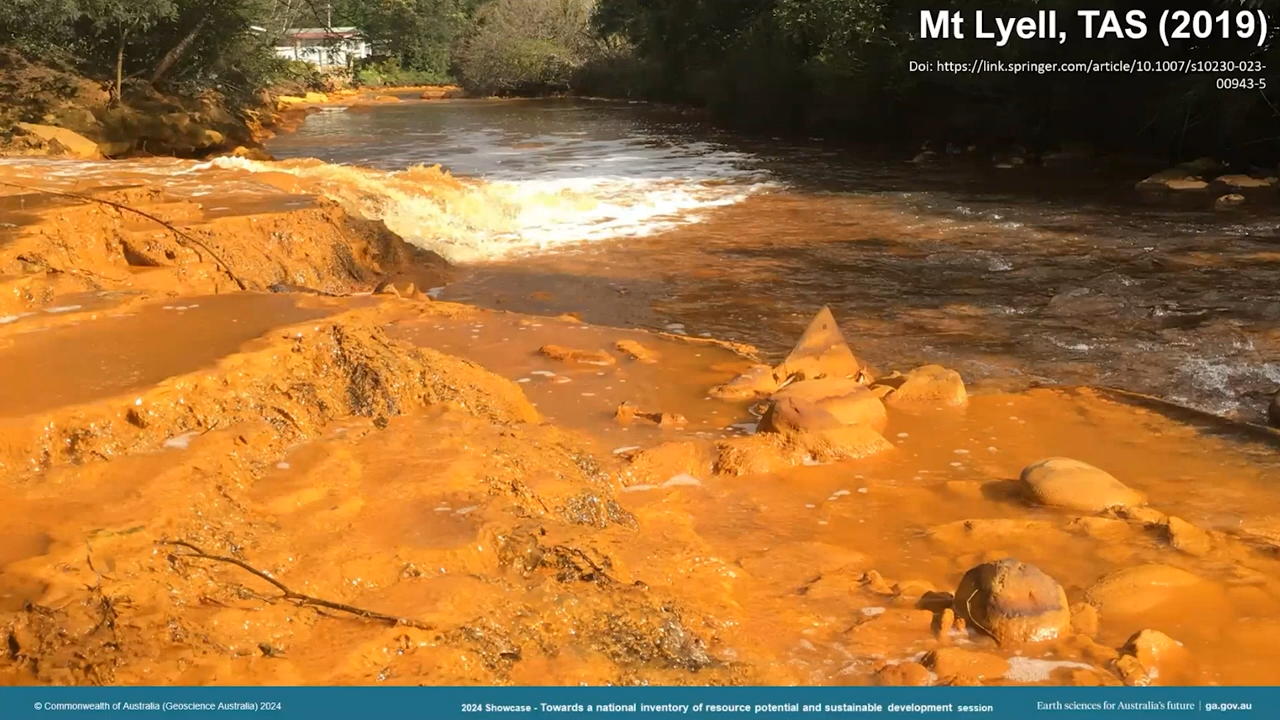 Mt Lyell, TAS (2019)
Doi: https://link.springer.com/article/10.1007/s10230-023-
00943-5
© Commonwealth of Australia (Geoscience Australia) 2024
2024 Showcase - Towards a national inventory of resource potential and sustainable development session
Earth sciences for Australia's future | ga.gov.au